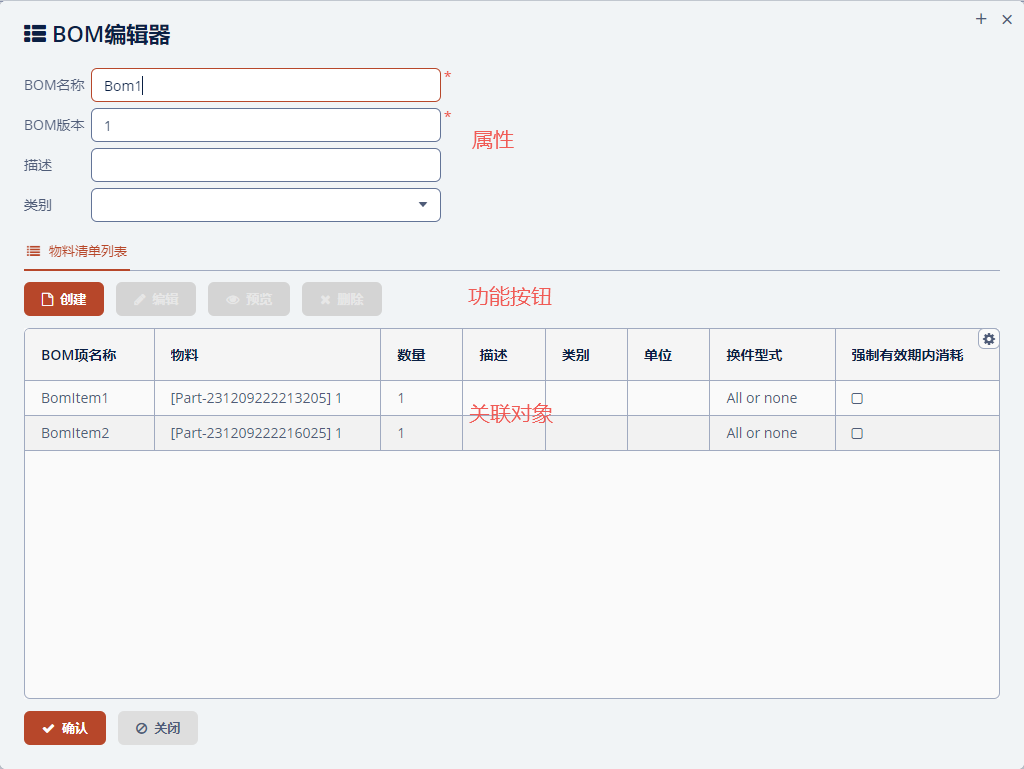 BOM编辑器
BOM名称 Bom1 *
BOM版本 1 *
属性
描述
类别
物料清单列表
创建 编辑 预览 删除 功能按钮
BOM项名称 物料 数量 描述 类别 单位 换件型式 强制有效期内消耗
BomItem1 [Part-231209222213205] 1 1 All or none
关联对象
BomItem2 [Part-231209222216025] 1 1 All or none
确认 关闭